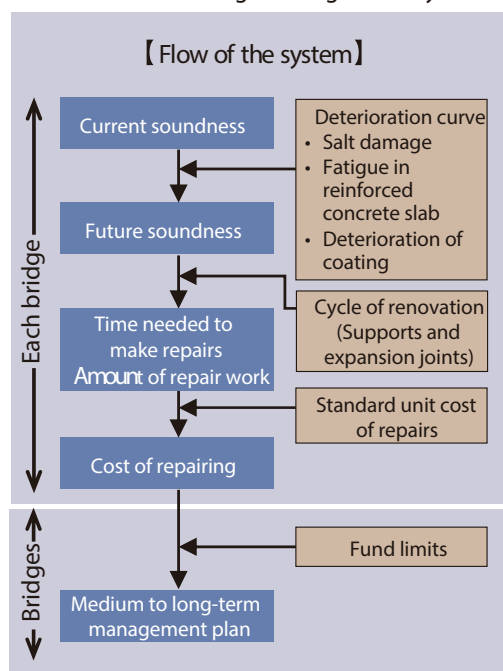 【Flow of the system】
Current soundness
Deterioration curve
• Salt damage
• Fatigue in
reinforced
concrete slab
• Deterioration of
coating
Future soundness
Cycle of renovation
(Supports and
expansion joints)
Time needed to
make repairs
Amount of repair work
Standard unit cost
of repairs
Cost of repairing
Each bridge
Fund limits
Medium to long-term
management plan
Bridges